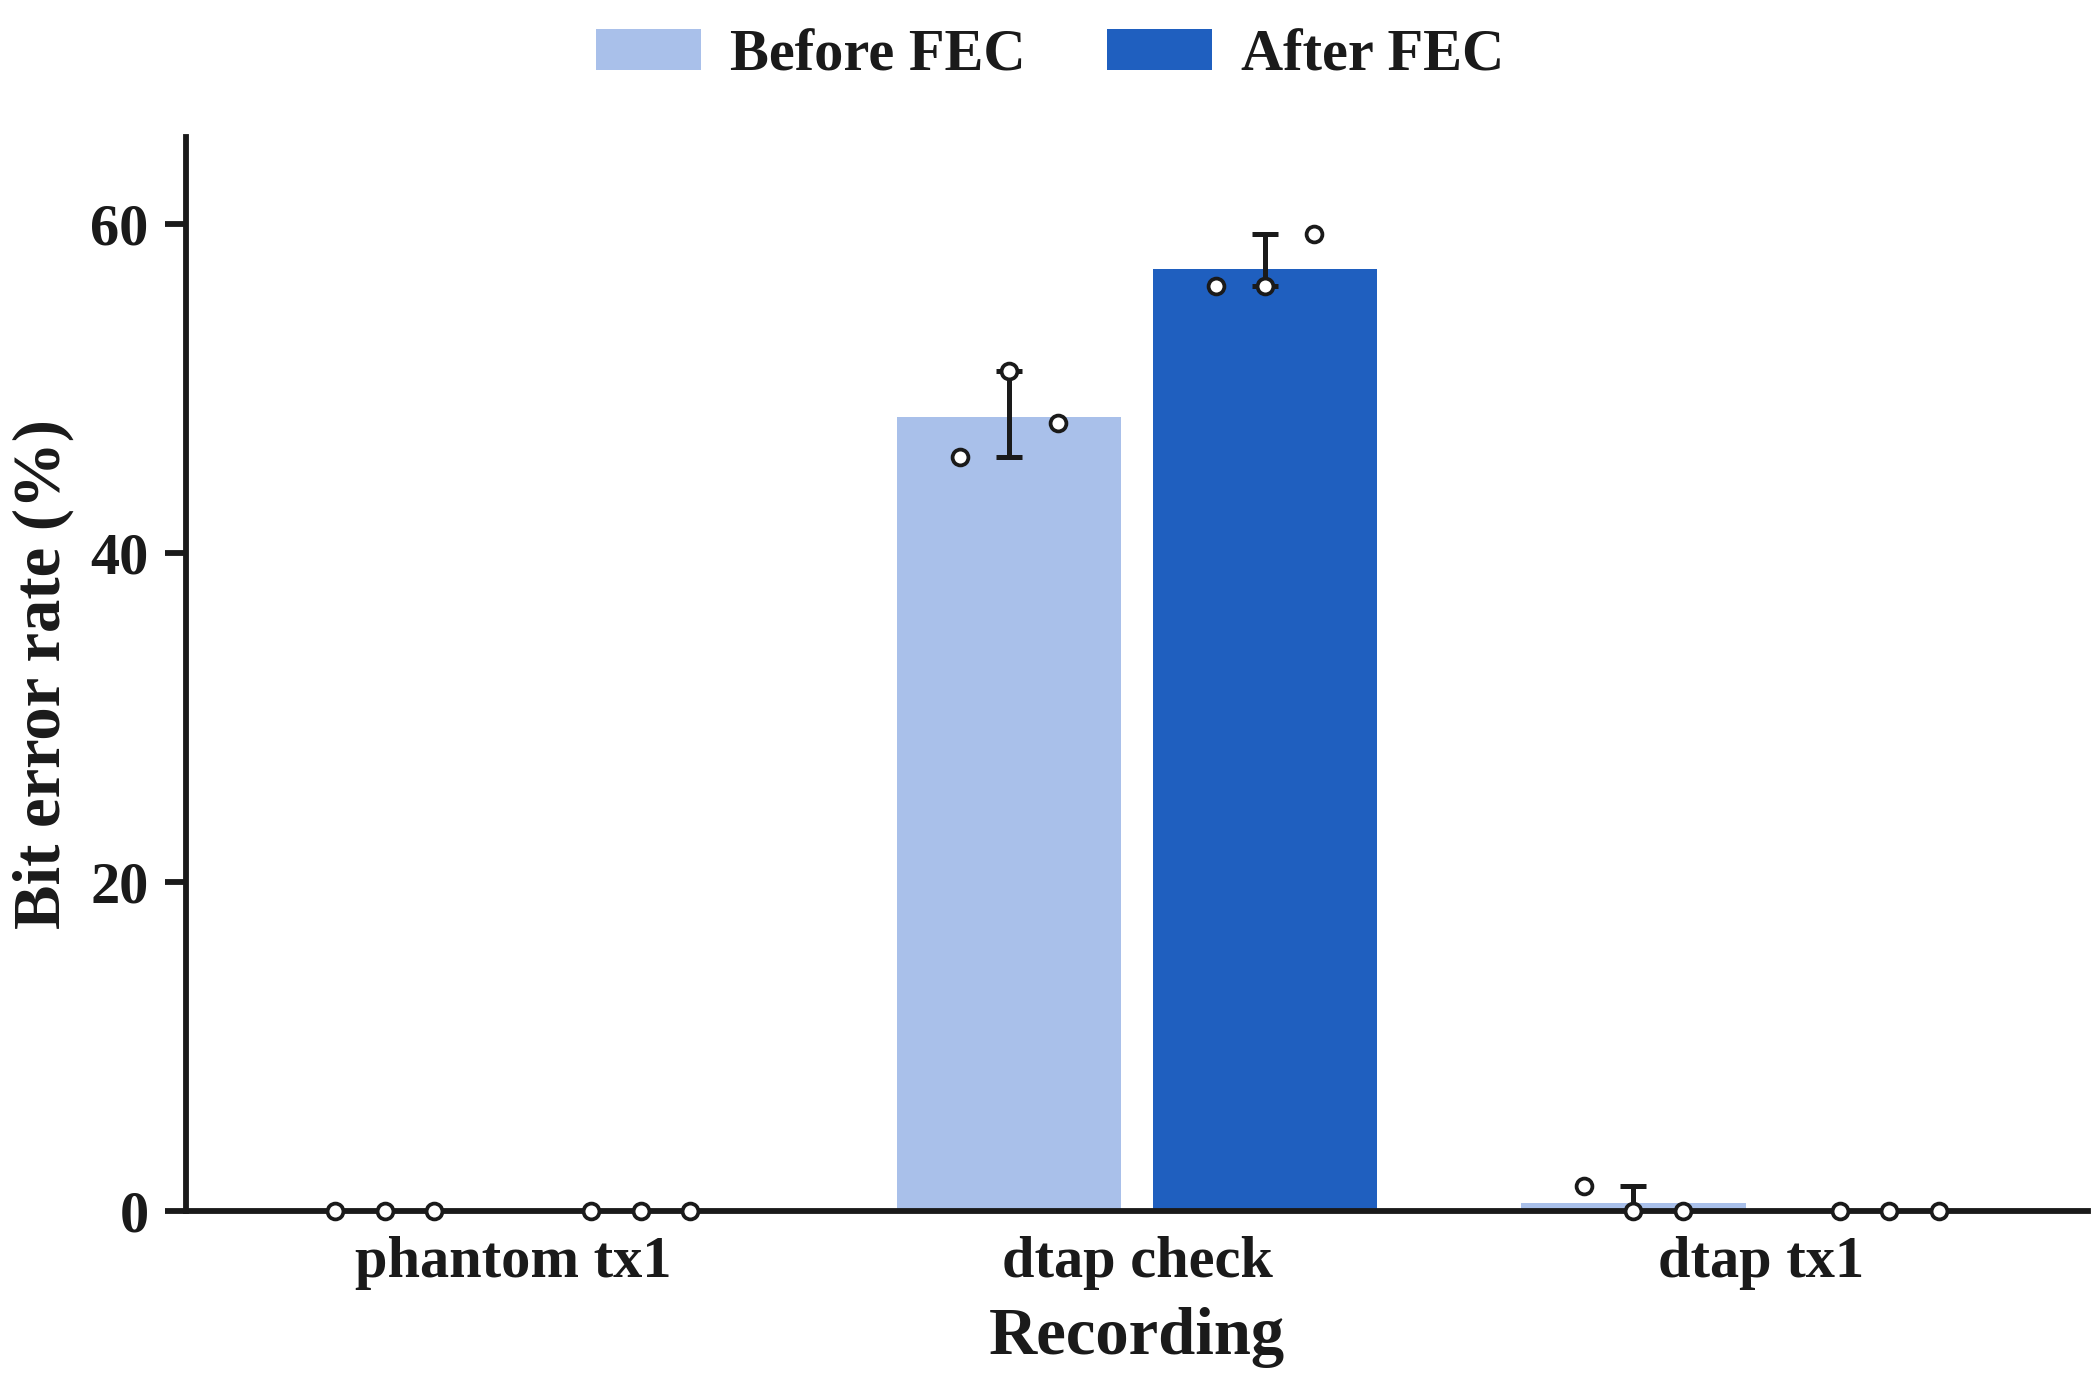 Before FEC
After FEC
60
40
20
0
Bit error rate (%)
phantom tx1
dtap check
dtap tx1
Recording